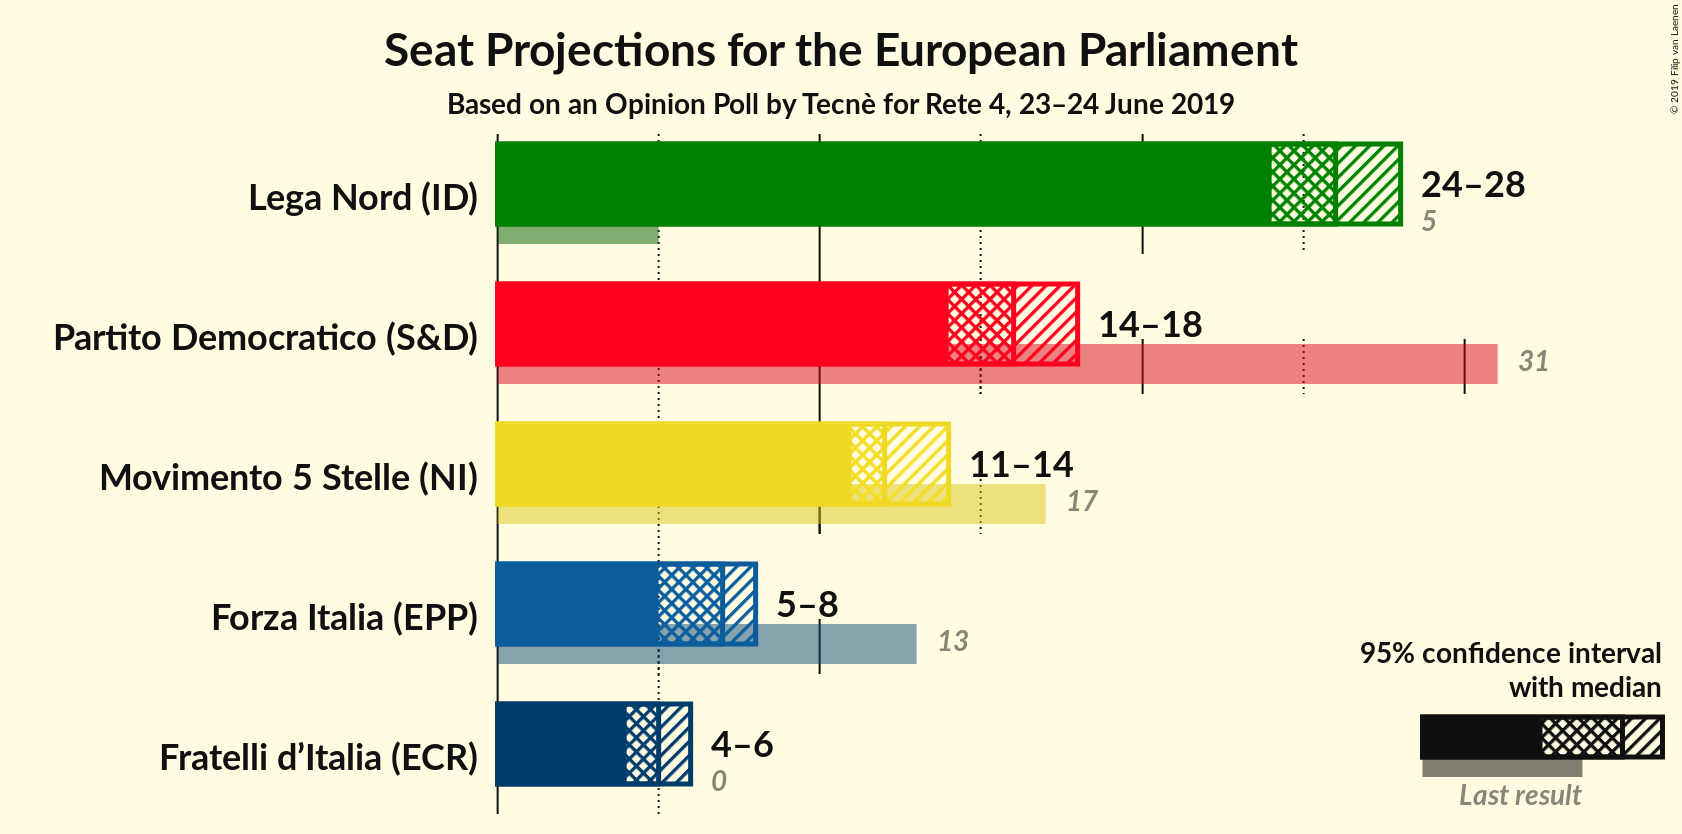 Seat Projections for the European Parliament
Based on an Opinion Poll by Tecnè for Rete 4, 23–24 June 2019
© 2019 Filip van Laenen
Lega Nord (ID)
24–28
5
Partito Democratico (S&D)
14–18
31
Movimento 5 Stelle (NI)
11–14
17
Forza Italia (EPP)
5–8
13
Fratelli d’Italia (ECR)
4–6
0
95% confidence interval
with median
Last result